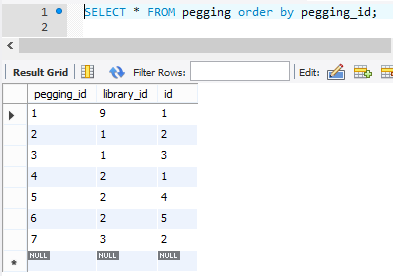 1 SELECT * FROM pegging order by pegging_id;
2
Result Grid Filter Rows: Edit:
pegging_id library_id id
1 9 1
2 1 2
3 1 3
4 2 1
5 2 4
6 2 5
7 3 2
NULL NULL NULL